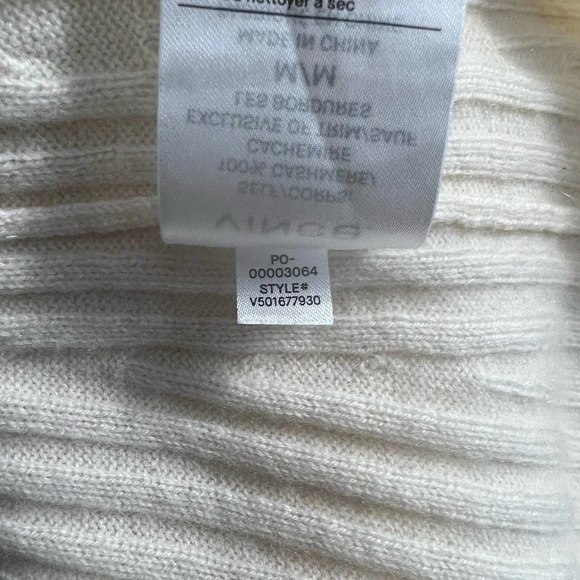 nettoyer à sec
MADE IN CHINA
M/M
LES BORDURES
EXCLUSIVE OF TRIM/SAUF
CACHEMIRE
100% CASHMERE/
SELF/CORPS:
VINCE.
PO-
00003064
STYLE#
V501677930